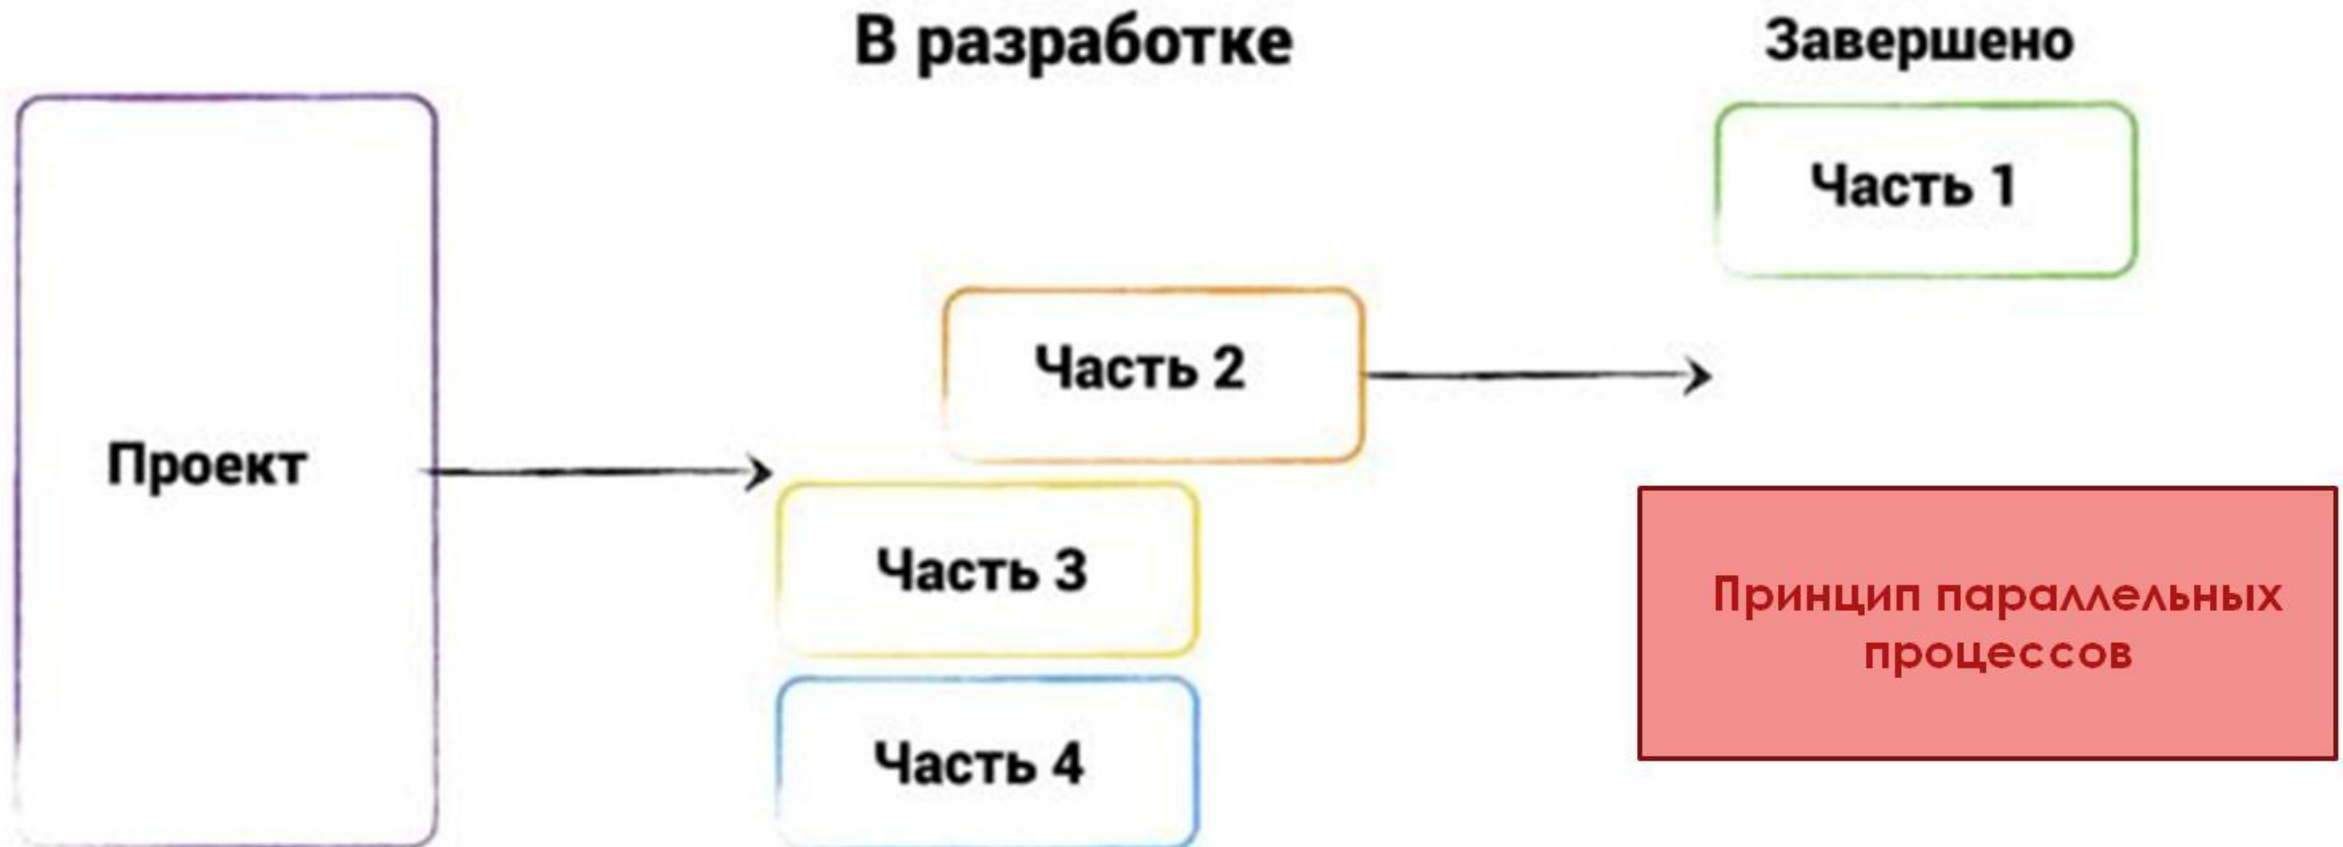 В разработке
Завершено
Часть 1
Часть 2
Проект
Часть 3
Часть 4
Принцип параллельных
процессов